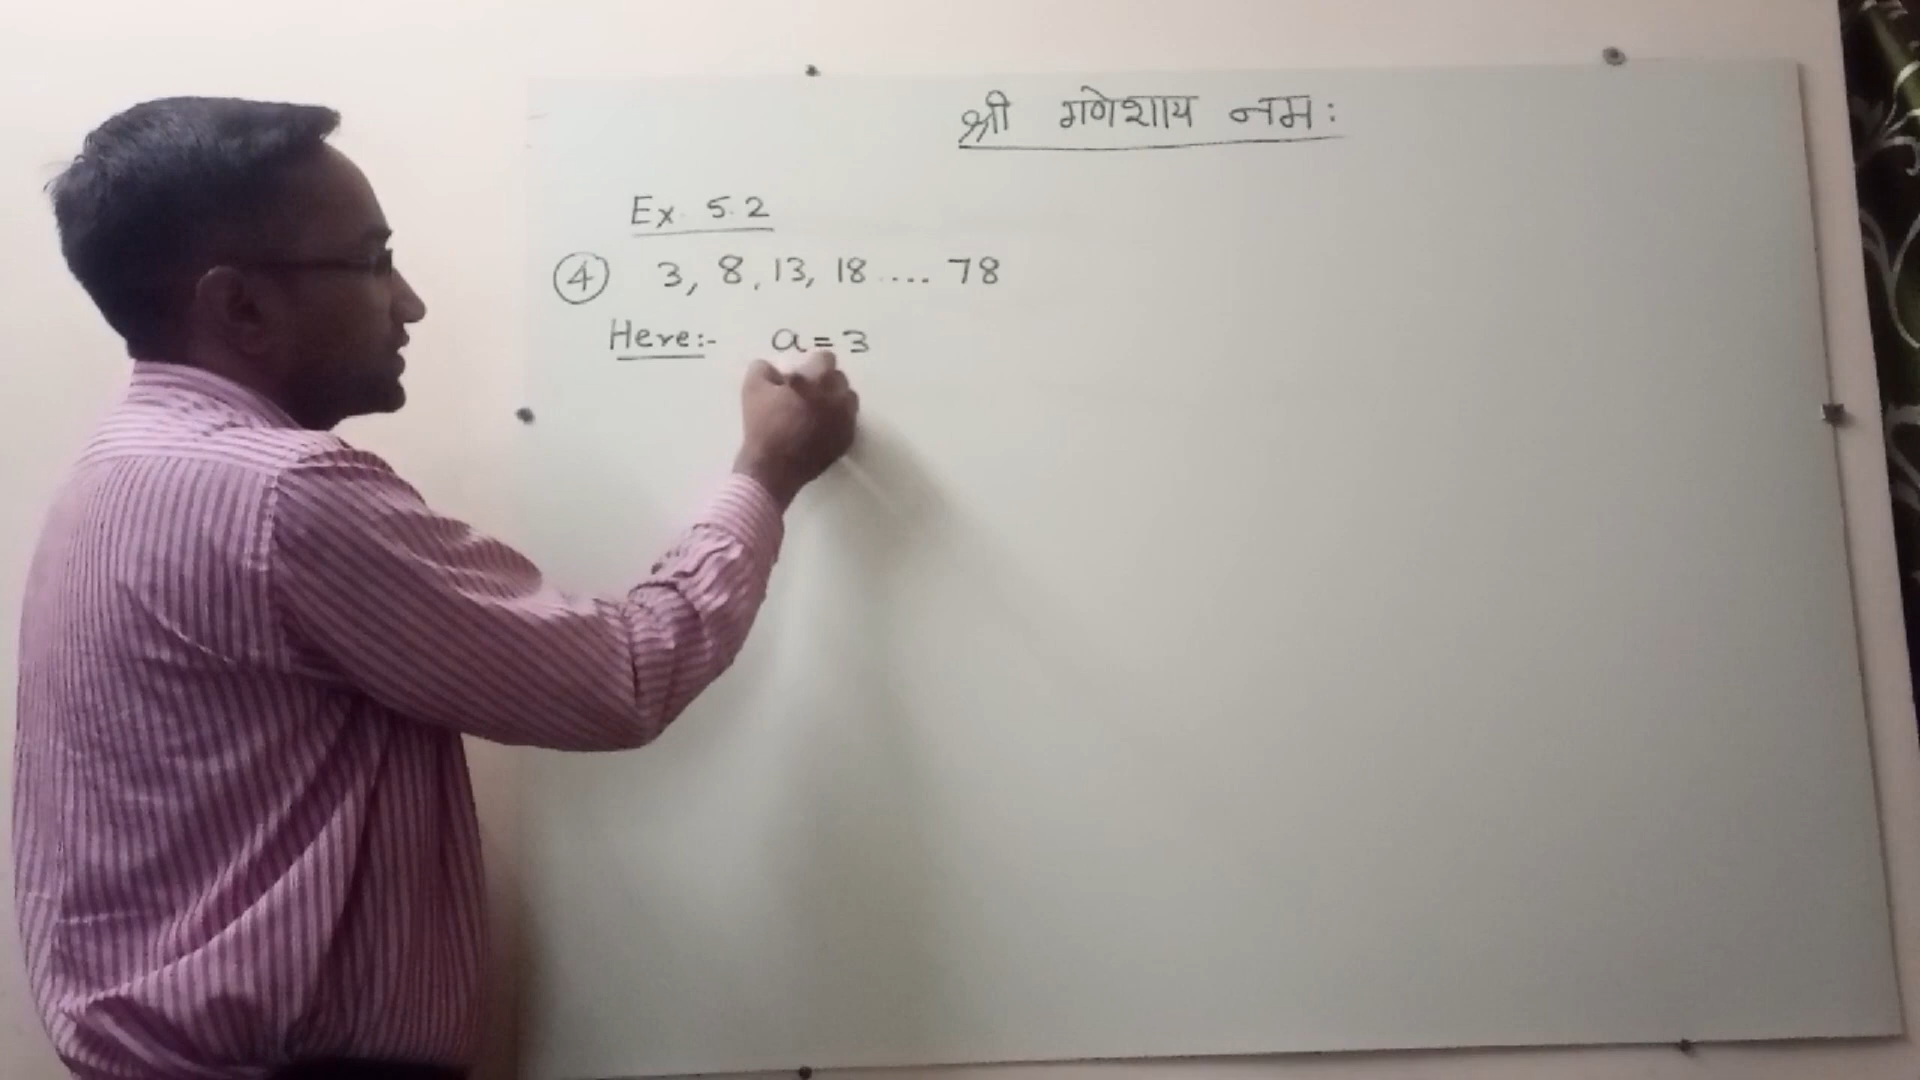 श्री गणेशाय नमः
Ex. 5.2
④ 3, 8, 13, 18 .... 78
Here:- a = 3